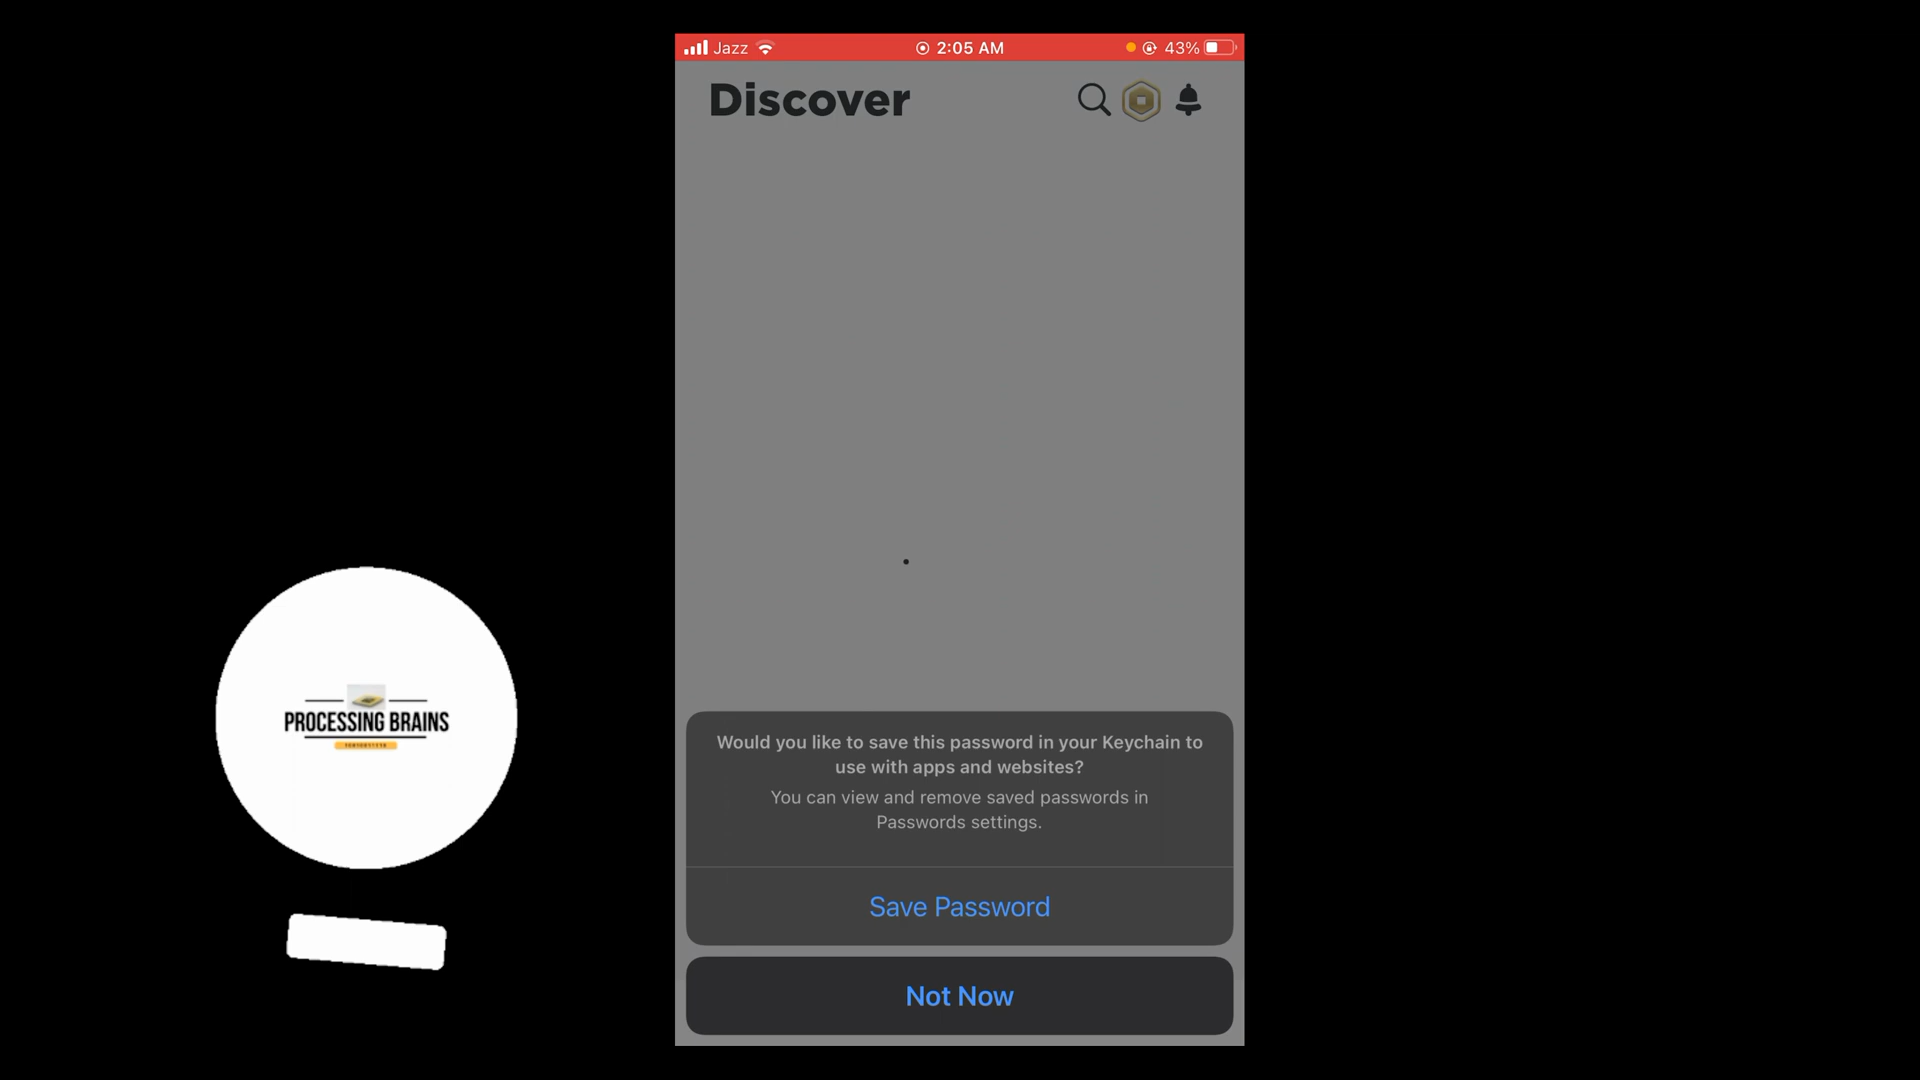 Jazz 2:05 AM 43%
Discover
PROCESSING BRAINS
Would you like to save this password in your Keychain to
use with apps and websites?
You can view and remove saved passwords in
Passwords settings.
Save Password
Not Now